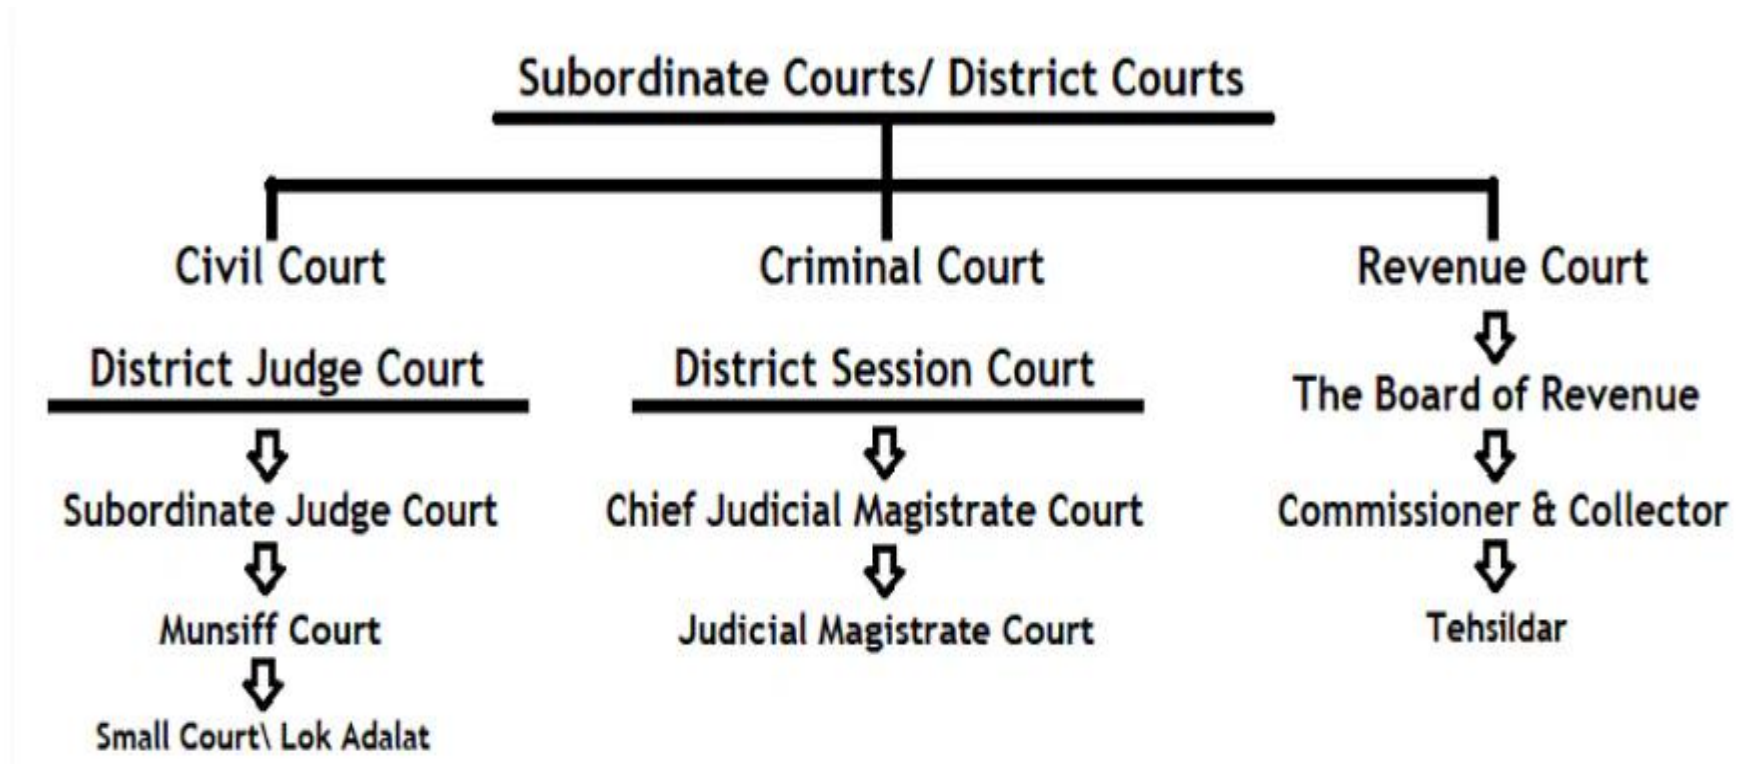 Subordinate Courts/ District Courts
Civil Court
Criminal Court
Revenue Court
District Judge Court
District Session Court
The Board of Revenue
Subordinate Judge Court
Chief Judicial Magistrate Court
Commissioner & Collector
Munsiff Court
Judicial Magistrate Court
Tehsildar
Small Court\ Lok Adalat